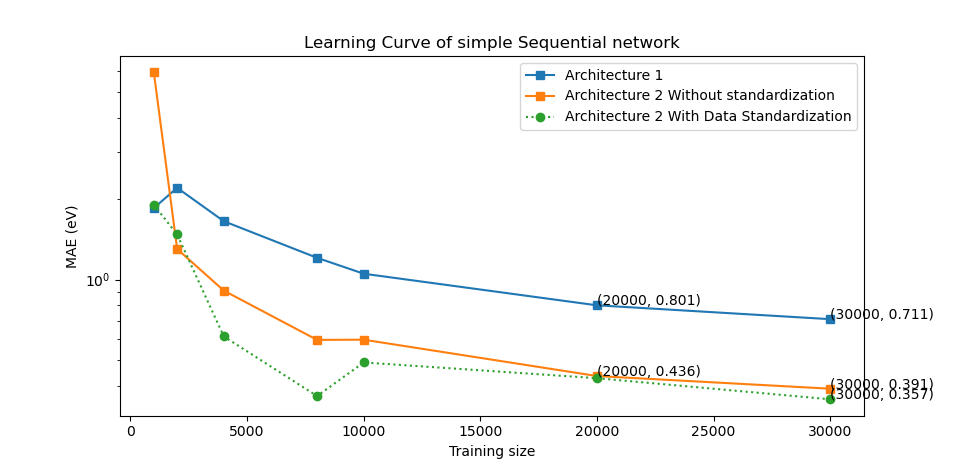 Learning Curve of simple Sequential network
Architecture 1
Architecture 2 Without standardization
Architecture 2 With Data Standardization
MAE (eV)
10⁰
(20000, 0.801)
(30000, 0.711)
(20000, 0.436)
(30000, 0.391)
(30000, 0.357)
0 5000 10000 15000 20000 25000 30000
Training size